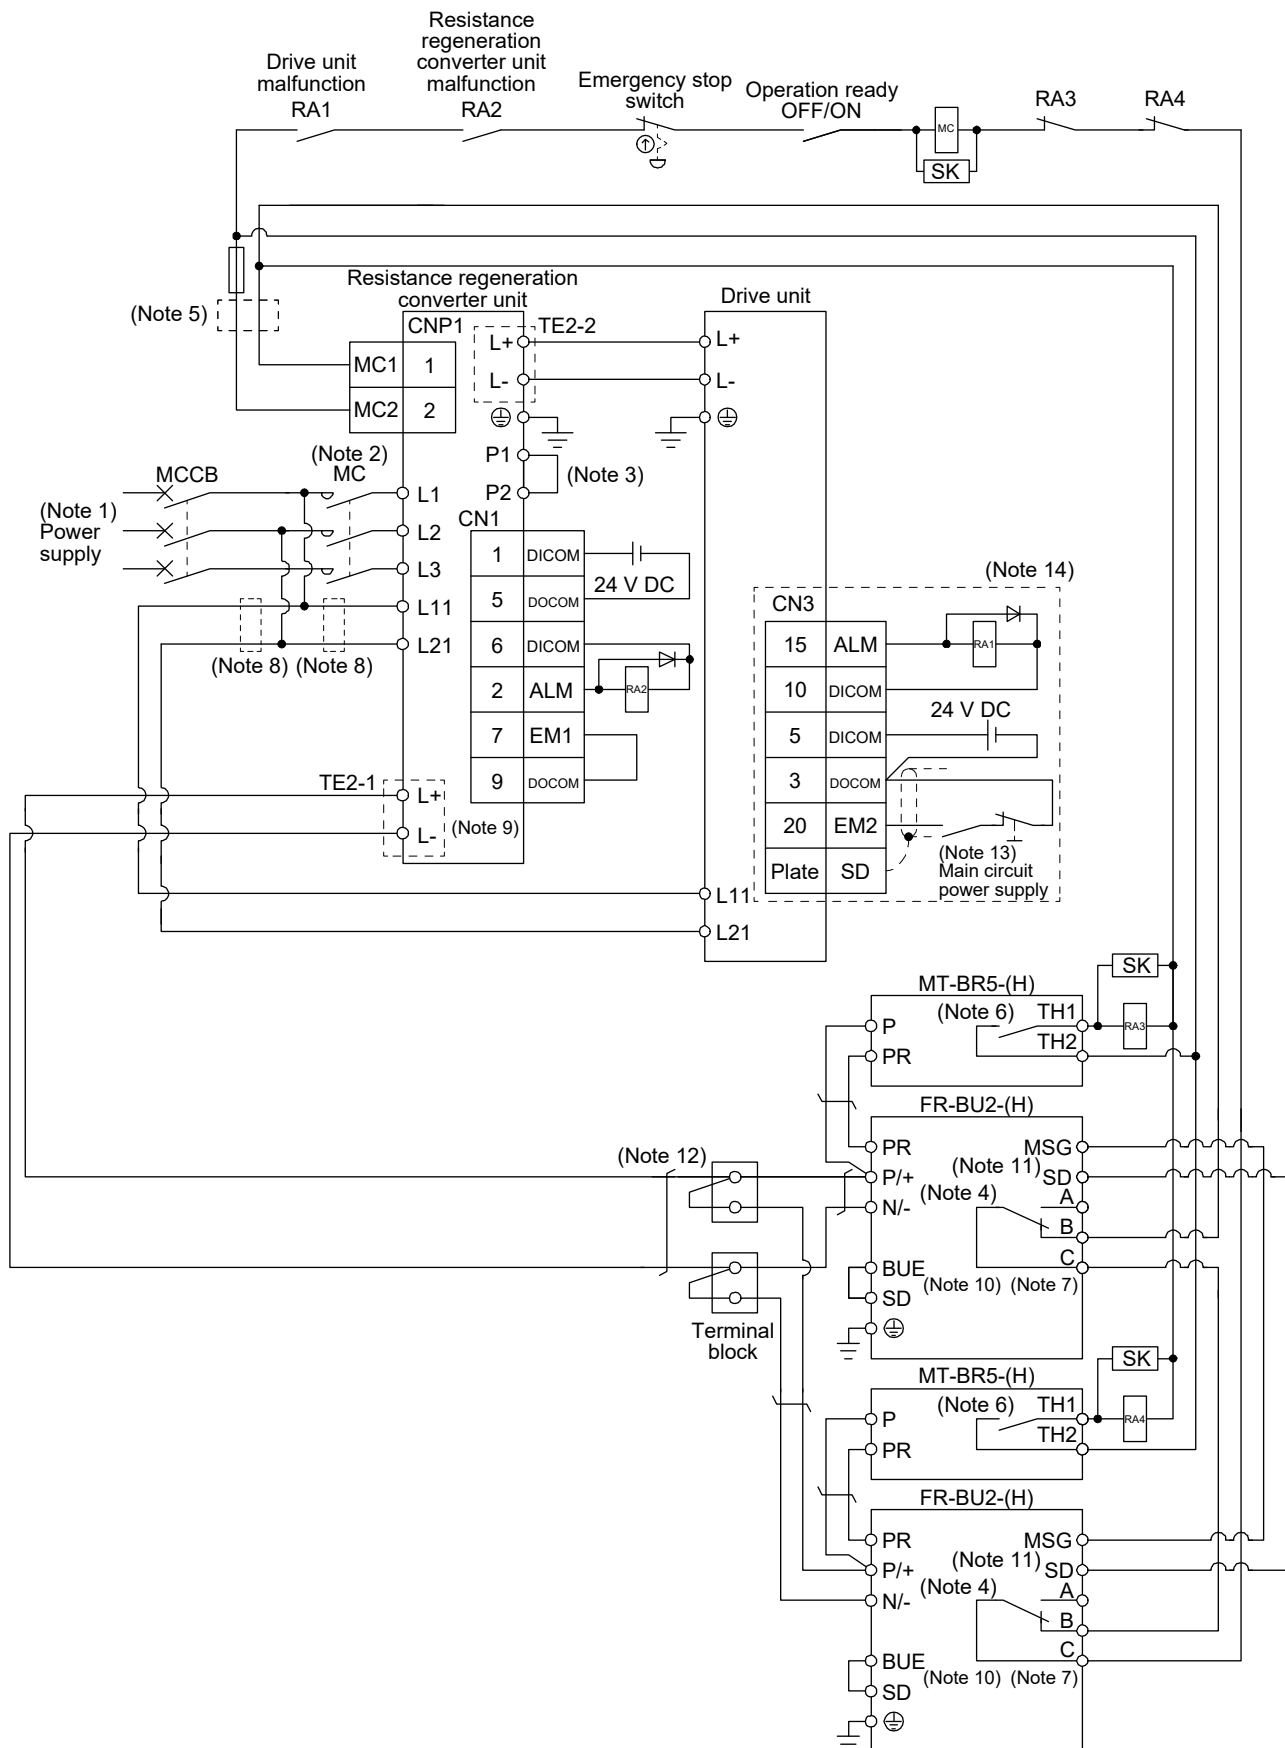 Resistance
regeneration
converter unit
malfunction
RA2
Drive unit
malfunction
RA1
Emergency stop
switch
Operation ready
OFF/ON
MC
SK
RA3
RA4
(Note 5)
Resistance regeneration
converter unit
Drive unit
CNP1
MC1 1
MC2 2
TE2-2
L+
L-
L+
L-
(Note 2)
MC
MCCB
(Note 1)
Power
supply
P1
P2
(Note 3)
L1
L2
L3
L11
L21
(Note 8) (Note 8)
CN1
1 DICOM
5 DOCOM
6 DICOM
2 ALM
7 EM1
9 DOCOM
24 V DC
RA2
TE2-1
L+
L-
(Note 9)
(Note 14)
CN3
15 ALM
10 DICOM
5 DICOM
3 DOCOM
20 EM2
Plate SD
RA1
24 V DC
(Note 13)
Main circuit
power supply
L11
L21
SK
MT-BR5-(H)
P
PR
(Note 6)
TH1
TH2
RA3
FR-BU2-(H)
PR
P/+
N/-
MSG
(Note 11) SD
(Note 4) A
B
C
BUE (Note 10) (Note 7)
SD
(Note 12)
Terminal
block
SK
MT-BR5-(H)
P
PR
(Note 6)
TH1
TH2
RA4
FR-BU2-(H)
PR
P/+
N/-
MSG
(Note 11) SD
(Note 4) A
B
C
BUE (Note 10) (Note 7)
SD